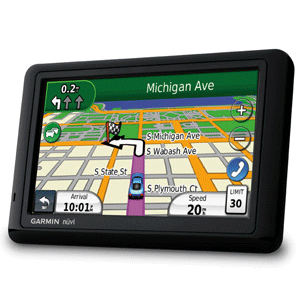 0.2
Michigan Ave
S Michigan Ave
S Wabash Ave
S State St
S Plymouth Ct
Arrival
10:01
Speed
20
LIMIT
30
GARMIN nüvi